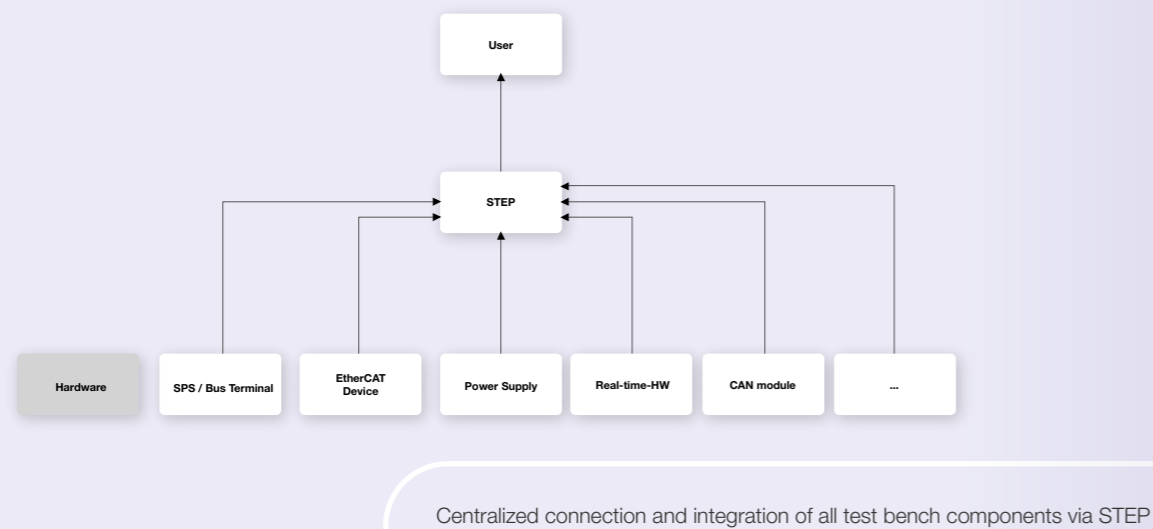 User
STEP
Hardware
SPS / Bus Terminal
EtherCAT
Device
Power Supply
Real-time-HW
CAN module
...
Centralized connection and integration of all test bench components via STEP